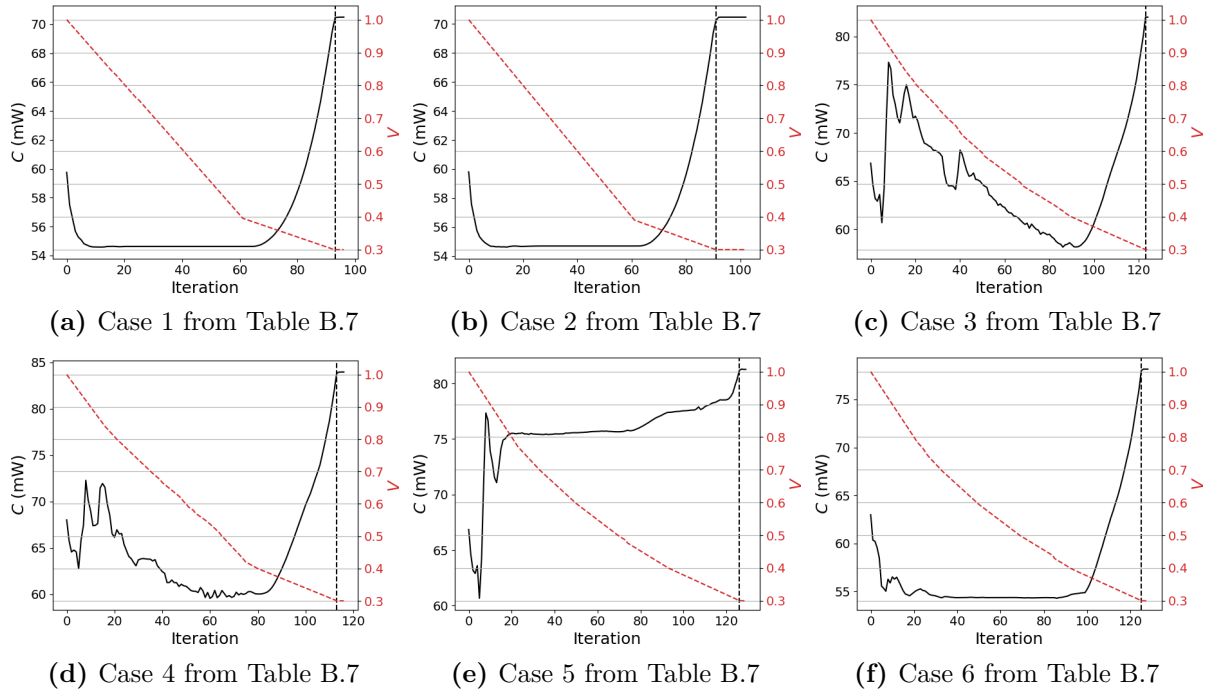 70 68 66 64 62 60 58 56 54
C (mW)
1.0 0.9 0.8 0.7 0.6 0.5 0.4 0.3
V
0 20 40 60 80 100
Iteration
(a) Case 1 from Table B.7
70 68 66 64 62 60 58 56 54
C (mW)
1.0 0.9 0.8 0.7 0.6 0.5 0.4 0.3
V
0 20 40 60 80 100
Iteration
(b) Case 2 from Table B.7
80 75 70 65 60
C (mW)
1.0 0.9 0.8 0.7 0.6 0.5 0.4 0.3
V
0 20 40 60 80 100 120
Iteration
(c) Case 3 from Table B.7
85 80 75 70 65 60
C (mW)
1.0 0.9 0.8 0.7 0.6 0.5 0.4 0.3
V
0 20 40 60 80 100 120
Iteration
(d) Case 4 from Table B.7
80 75 70 65 60
C (mW)
1.0 0.9 0.8 0.7 0.6 0.5 0.4 0.3
V
0 20 40 60 80 100 120
Iteration
(e) Case 5 from Table B.7
75 70 65 60 55
C (mW)
1.0 0.9 0.8 0.7 0.6 0.5 0.4 0.3
V
0 20 40 60 80 100 120
Iteration
(f) Case 6 from Table B.7